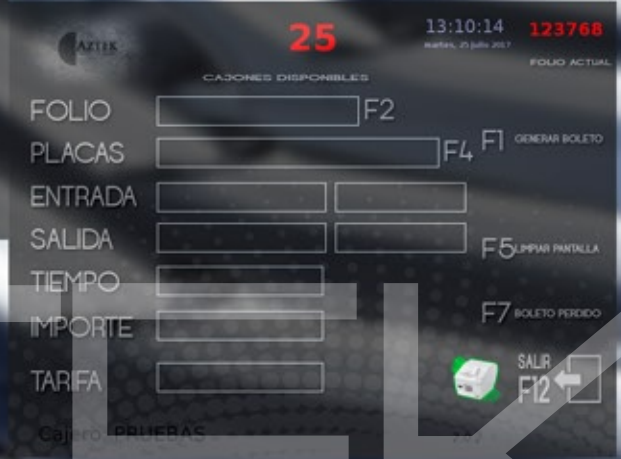 AZTEK
25
13:10:14
martes, 25 julio 2017
123768
FOLIO ACTUAL
CAJONES DISPONIBLES
FOLIO F2
PLACAS F4
F1 GENERAR BOLETO
ENTRADA
SALIDA
F5 LIMPIAR PANTALLA
TIEMPO
F7 BOLETO PERDIDO
IMPORTE
SALIR
F12
TARIFA
Cajero PRUEBAS
TEK